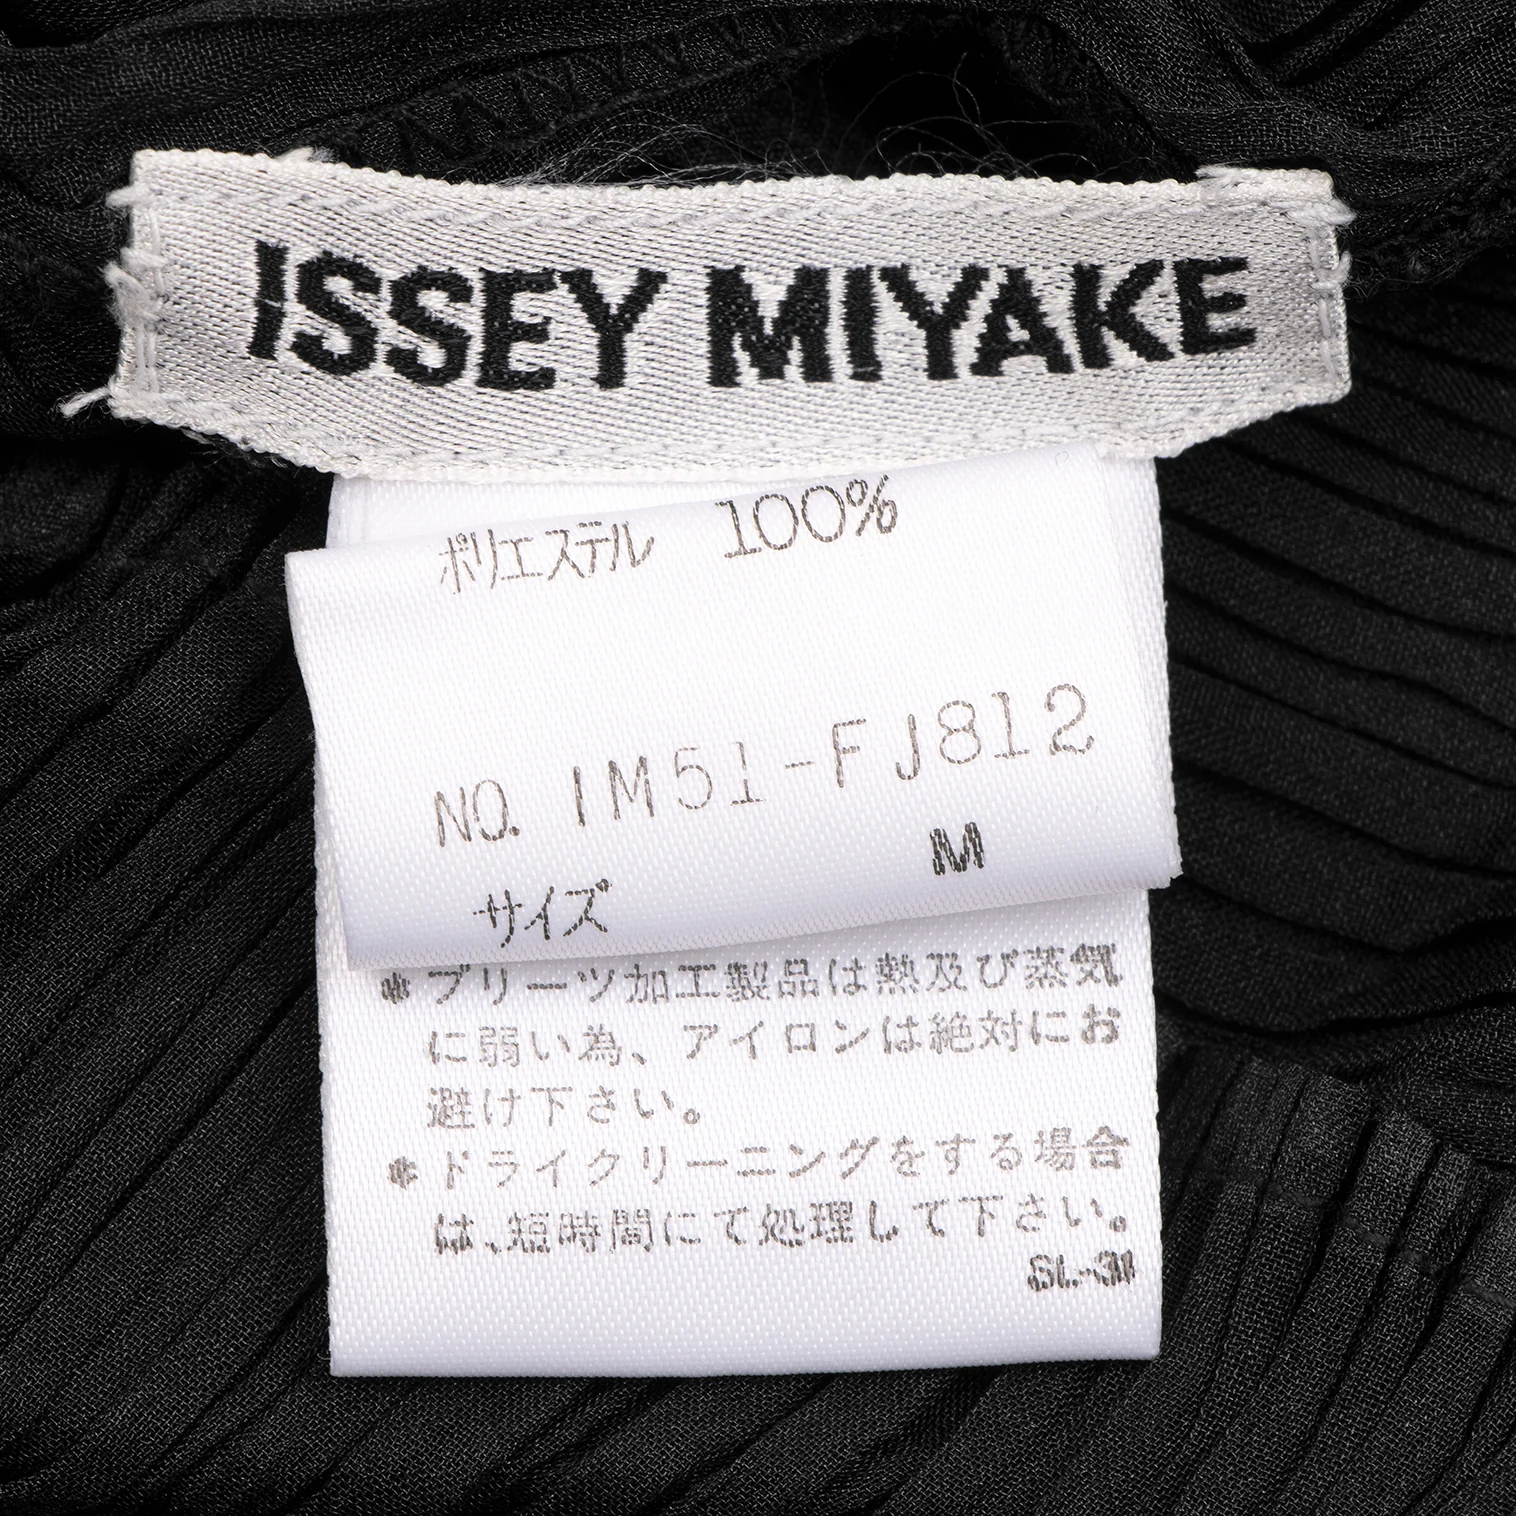 ISSEY MIYAKE
ポリエステル 100%
NO. IM51-FJ812
サイズ M
* プリーツ加工製品は熱及び蒸気
に弱い為、アイロンは絶対にお
避け下さい。
* ドライクリーニングをする場合
は、短時間にて処理して下さい。
SL-31